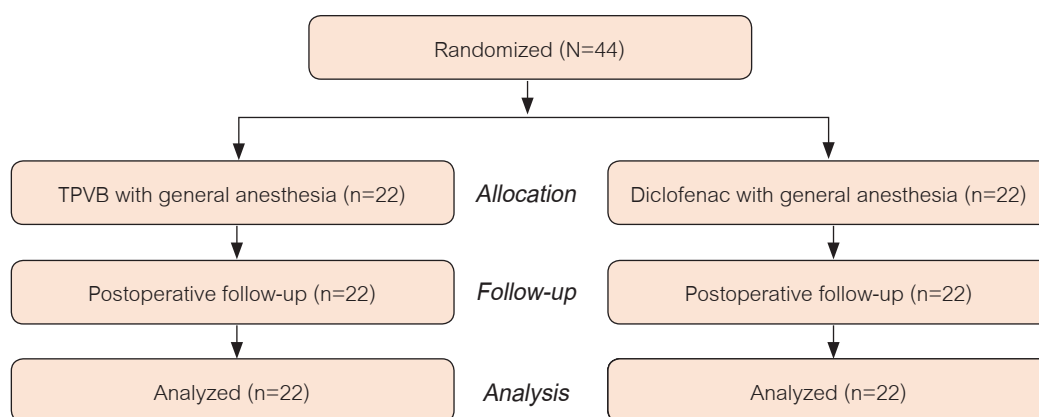 Randomized (N=44)
TPVB with general anesthesia (n=22)
Allocation
Diclofenac with general anesthesia (n=22)
Postoperative follow-up (n=22)
Follow-up
Postoperative follow-up (n=22)
Analyzed (n=22)
Analysis
Analyzed (n=22)